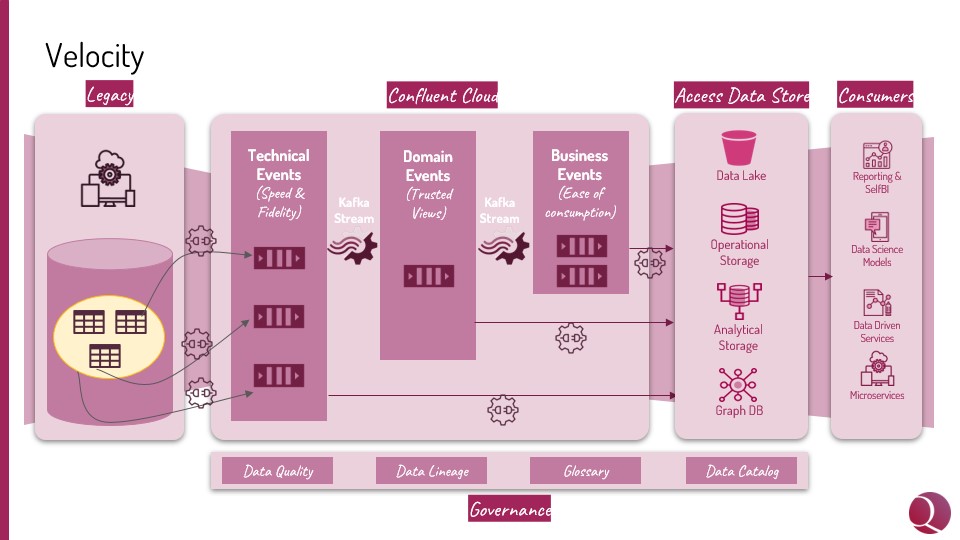 Velocity
Legacy
Confluent Cloud
Access Data Store
Consumers
Technical
Events
(Speed &
Fidelity)
Kafka
Stream
Domain
Events
(Trusted
Views)
Kafka
Stream
Business
Events
(Ease of
consumption)
Data Lake
Operational
Storage
Analytical
Storage
Graph DB
Reporting &
SelfBI
Data Science
Models
Data Driven
Services
Microservices
Data Quality
Data Lineage
Glossary
Data Catalog
Governance